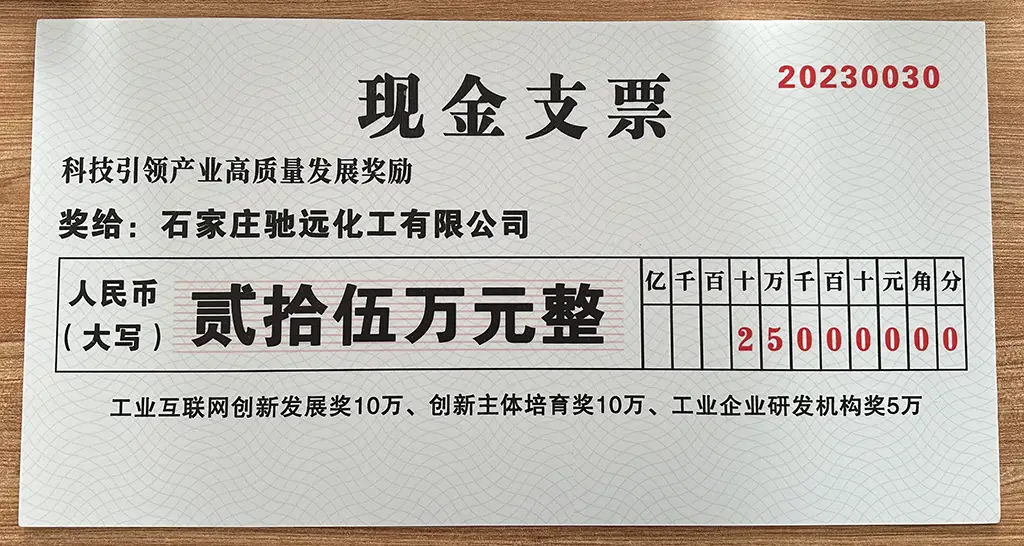 20230030
现金支票
科技引领产业高质量发展奖励
奖给：石家庄驰远化工有限公司
人民币
（大写）
贰拾伍万元整
亿千百十万千百十元角分
25000000
工业互联网创新发展奖10万、创新主体培育奖10万、工业企业研发机构奖5万